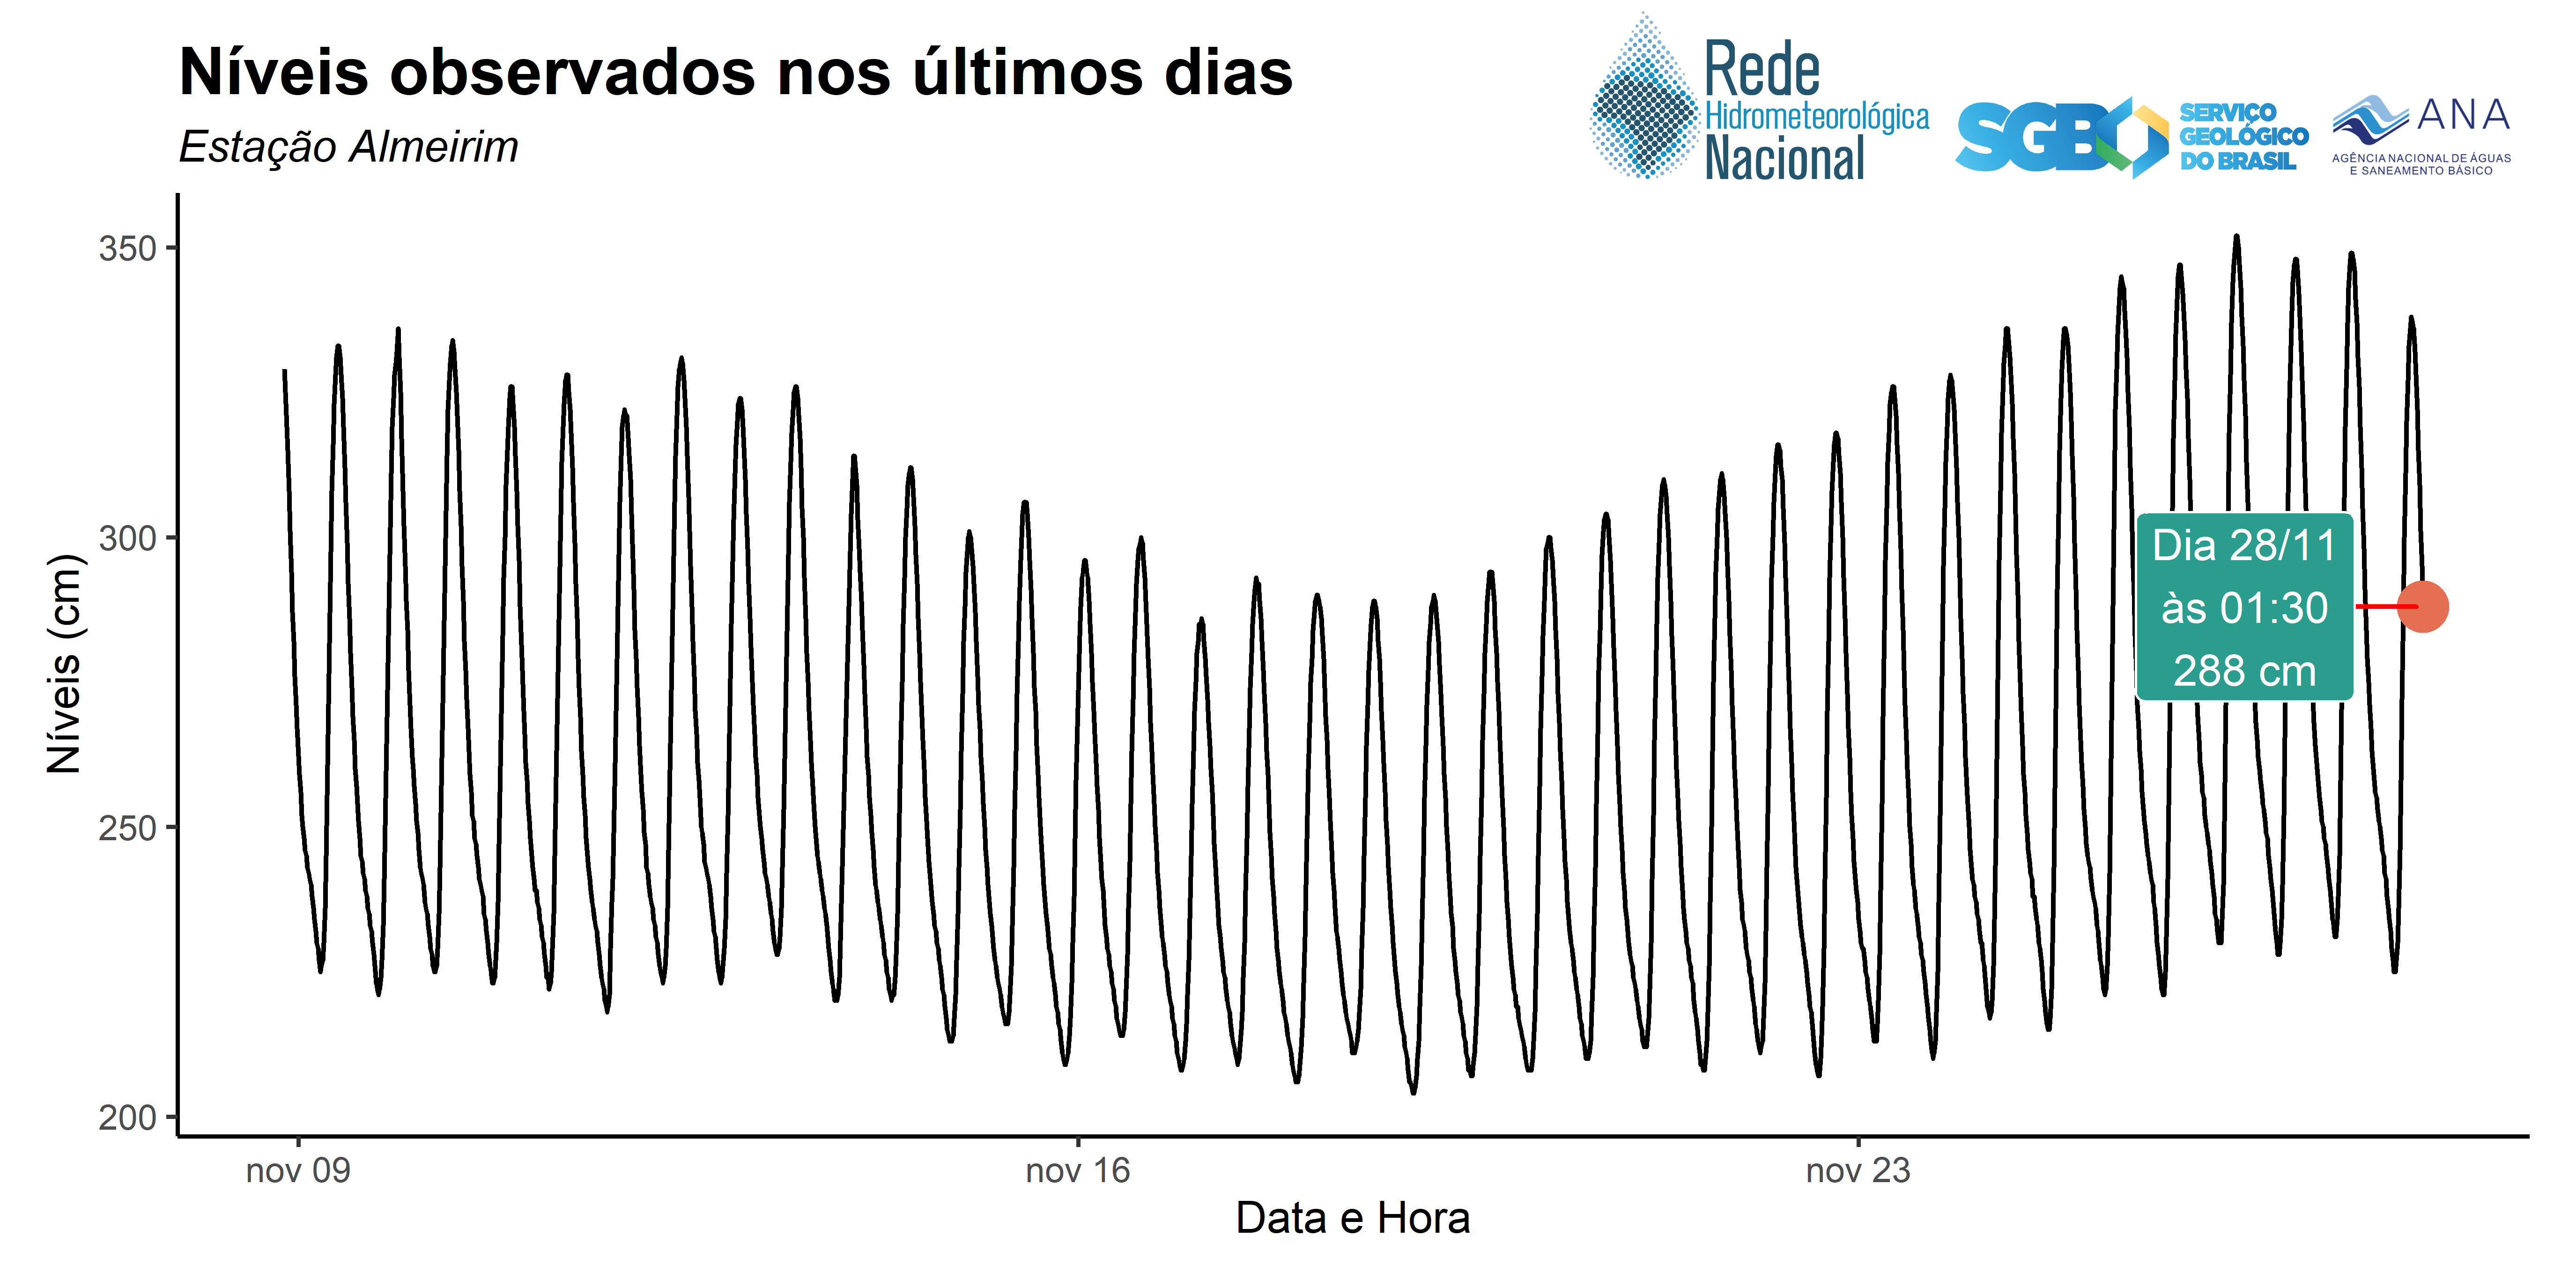 Níveis observados nos últimos dias
Estação Almeirim
Rede
Hidrometeorológica
Nacional
SGB
SERVIÇO
GEOLÓGICO
DO BRASIL
ANA
AGÊNCIA NACIONAL DE ÁGUAS
E SANEAMENTO BÁSICO
Níveis (cm)
350
300
250
200
Dia 28/11
às 01:30
288 cm
nov 09
nov 16
nov 23
Data e Hora